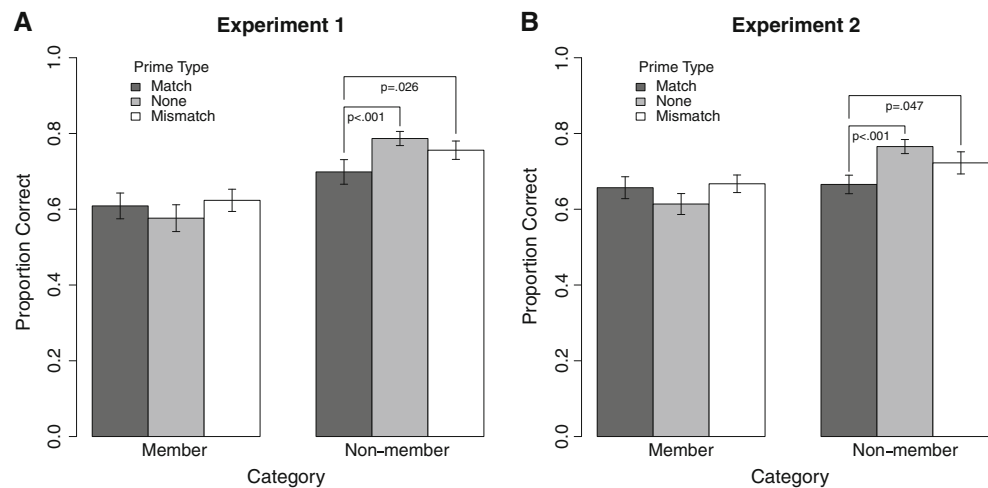 A
Experiment 1
Proportion Correct
1.0
0.8
0.6
0.4
0.2
0.0
Prime Type
Match
None
Mismatch
p=.026
p<.001
Member
Non-member
Category
B
Experiment 2
Proportion Correct
1.0
0.8
0.6
0.4
0.2
0.0
Prime Type
Match
None
Mismatch
p=.047
p<.001
Member
Non-member
Category